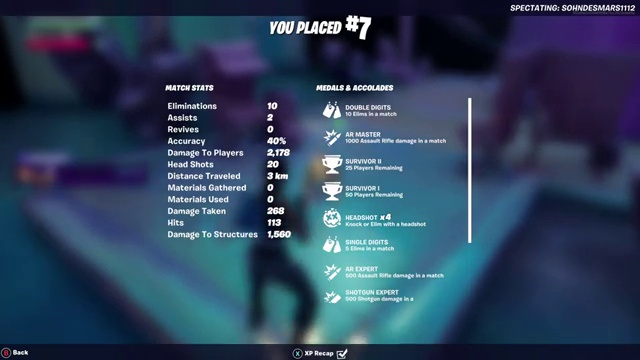 SPECTATING: SOHNDESMARS1112
YOU PLACED #7
MATCH STATS
Eliminations 10
Assists 2
Revives 0
Accuracy 40%
Damage To Players 2,178
Head Shots 20
Distance Traveled 3 km
Materials Gathered 0
Materials Used 0
Damage Taken 268
Hits 113
Damage To Structures 1,560
MEDALS & ACCOLADES
DOUBLE DIGITS
10 Elims in a match
AR MASTER
1000 Assault Rifle damage in a match
SURVIVOR II
25 Players Remaining
SURVIVOR I
50 Players Remaining
HEADSHOT x4
Knock or Elim with a headshot
SINGLE DIGITS
5 Elims in a match
AR EXPERT
500 Assault Rifle damage in a match
SHOTGUN EXPERT
500 Shotgun damage in a
B Back
X XP Recap